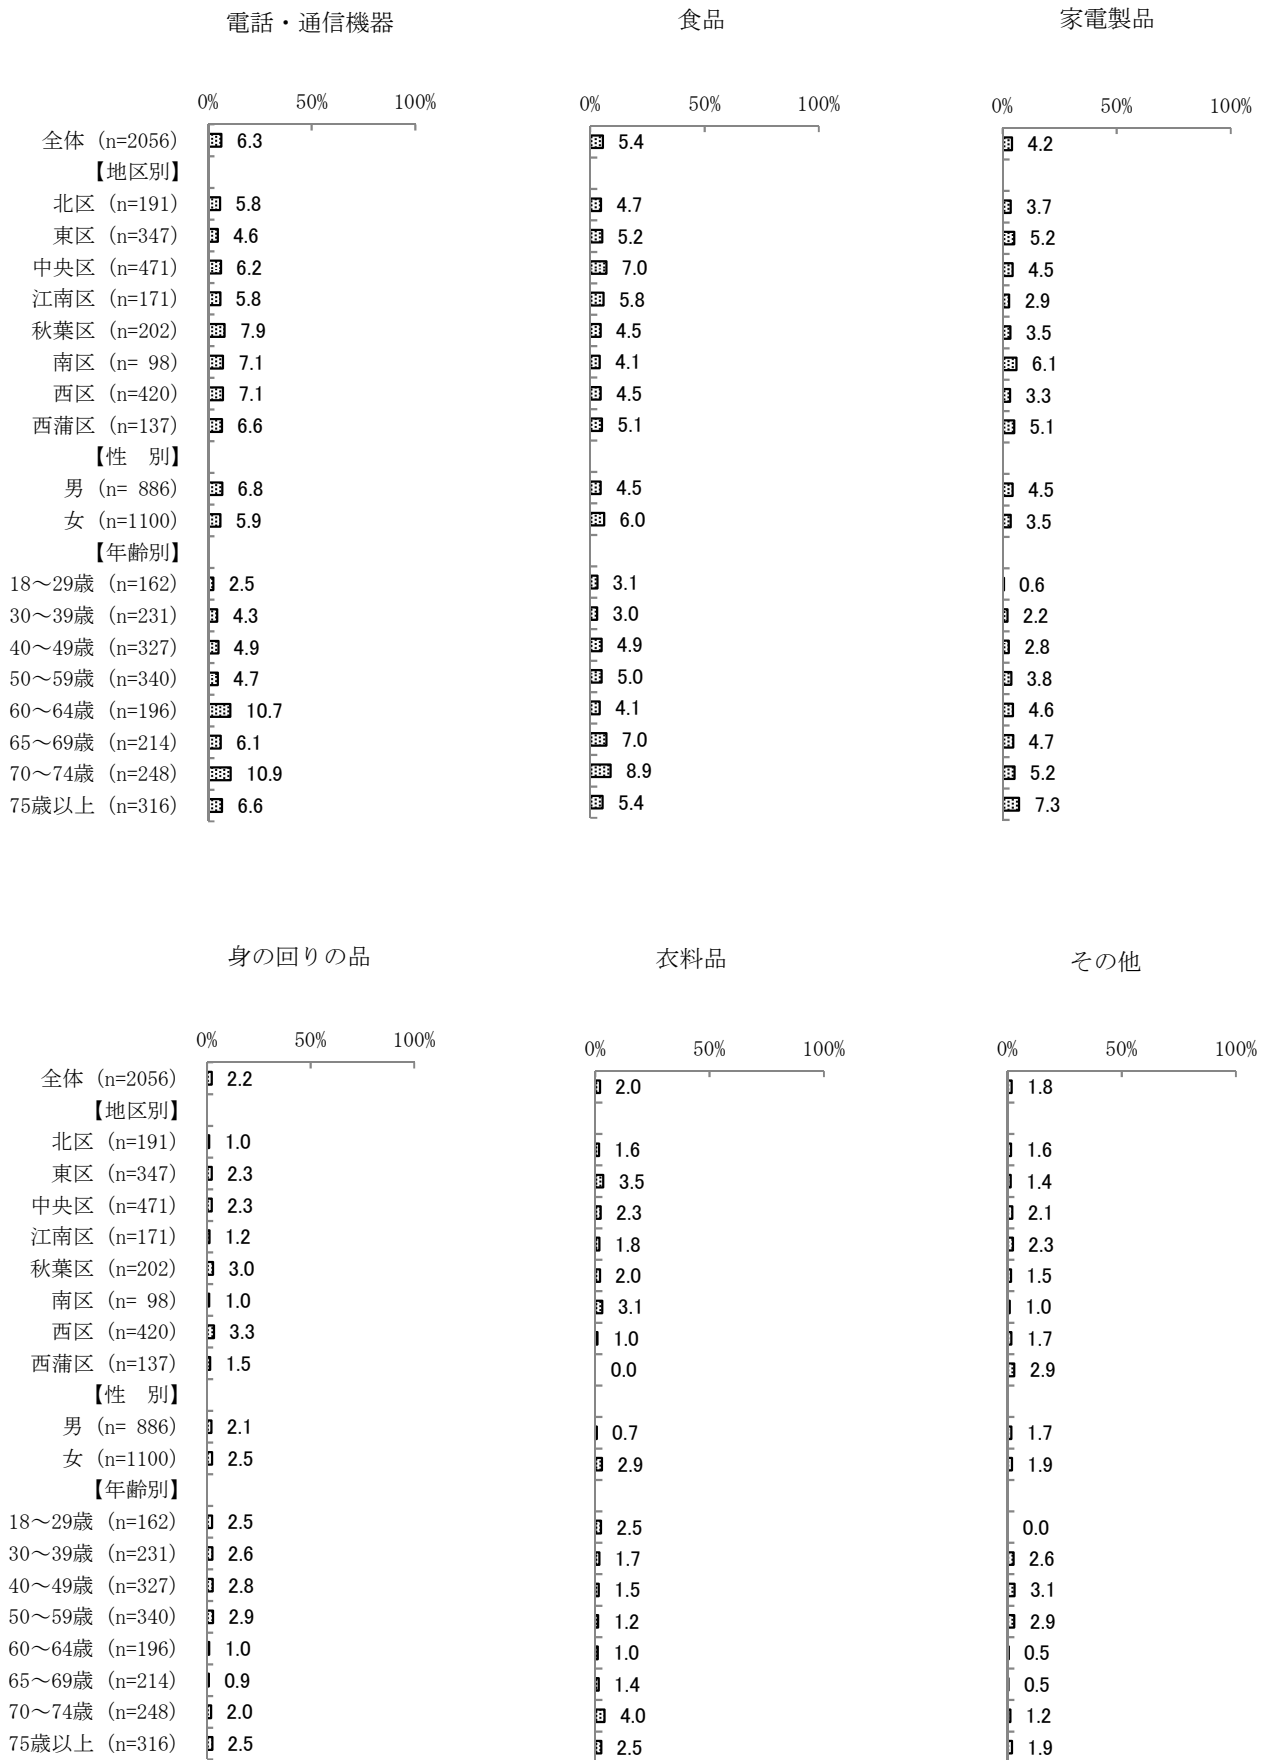 電話・通信機器 食品 家電製品
0% 50% 100% 0% 50% 100% 0% 50% 100%
全体 (n=2056) 6.3 5.4 4.2
【地区別】
北区 (n=191) 5.8 4.7 3.7
東区 (n=347) 4.6 5.2 5.2
中央区 (n=471) 6.2 7.0 4.5
江南区 (n=171) 5.8 5.8 2.9
秋葉区 (n=202) 7.9 4.5 3.5
南区 (n= 98) 7.1 4.1 6.1
西区 (n=420) 7.1 4.5 3.3
西蒲区 (n=137) 6.6 5.1 5.1
【性　別】
男 (n= 886) 6.8 4.5 4.5
女 (n=1100) 5.9 6.0 3.5
【年齢別】
18～29歳 (n=162) 2.5 3.1 0.6
30～39歳 (n=231) 4.3 3.0 2.2
40～49歳 (n=327) 4.9 4.9 2.8
50～59歳 (n=340) 4.7 5.0 3.8
60～64歳 (n=196) 10.7 4.1 4.6
65～69歳 (n=214) 6.1 7.0 4.7
70～74歳 (n=248) 10.9 8.9 5.2
75歳以上 (n=316) 6.6 5.4 7.3
身の回りの品 衣料品 その他
0% 50% 100% 0% 50% 100% 0% 50% 100%
全体 (n=2056) 2.2 2.0 1.8
【地区別】
北区 (n=191) 1.0 1.6 1.6
東区 (n=347) 2.3 3.5 1.4
中央区 (n=471) 2.3 2.3 2.1
江南区 (n=171) 1.2 1.8 2.3
秋葉区 (n=202) 3.0 2.0 1.5
南区 (n= 98) 1.0 3.1 1.0
西区 (n=420) 3.3 1.0 1.7
西蒲区 (n=137) 1.5 0.0 2.9
【性　別】
男 (n= 886) 2.1 0.7 1.7
女 (n=1100) 2.5 2.9 1.9
【年齢別】
18～29歳 (n=162) 2.5 2.5 0.0
30～39歳 (n=231) 2.6 1.7 2.6
40～49歳 (n=327) 2.8 1.5 3.1
50～59歳 (n=340) 2.9 1.2 2.9
60～64歳 (n=196) 1.0 1.0 0.5
65～69歳 (n=214) 0.9 1.4 0.5
70～74歳 (n=248) 2.0 4.0 1.2
75歳以上 (n=316) 2.5 2.5 1.9